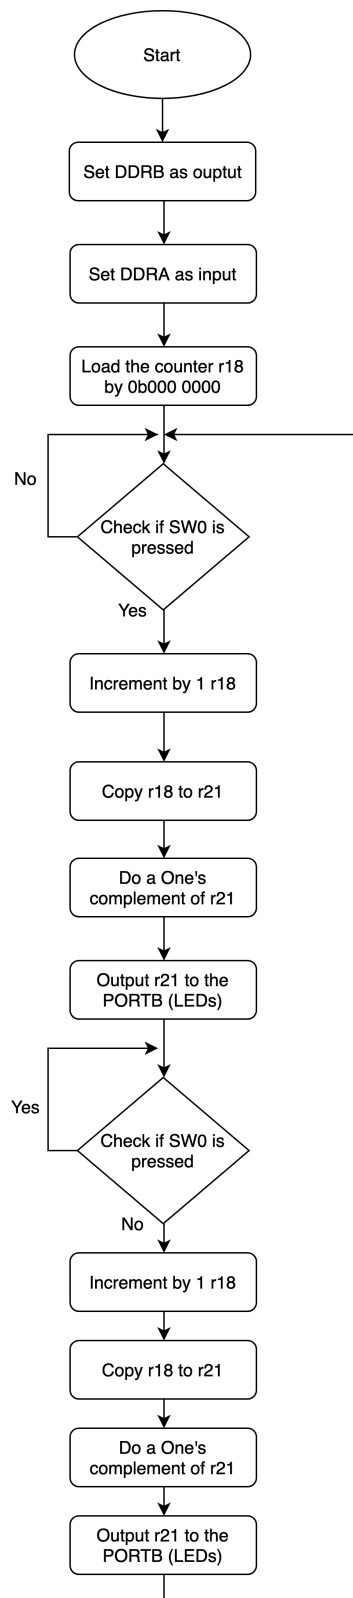 Start
Set DDRB as ouptut
Set DDRA as input
Load the counter r18
by 0b000 0000
No
Check if SW0 is
pressed
Yes
Increment by 1 r18
Copy r18 to r21
Do a One's
complement of r21
Output r21 to the
PORTB (LEDs)
Yes
Check if SW0 is
pressed
No
Increment by 1 r18
Copy r18 to r21
Do a One's
complement of r21
Output r21 to the
PORTB (LEDs)